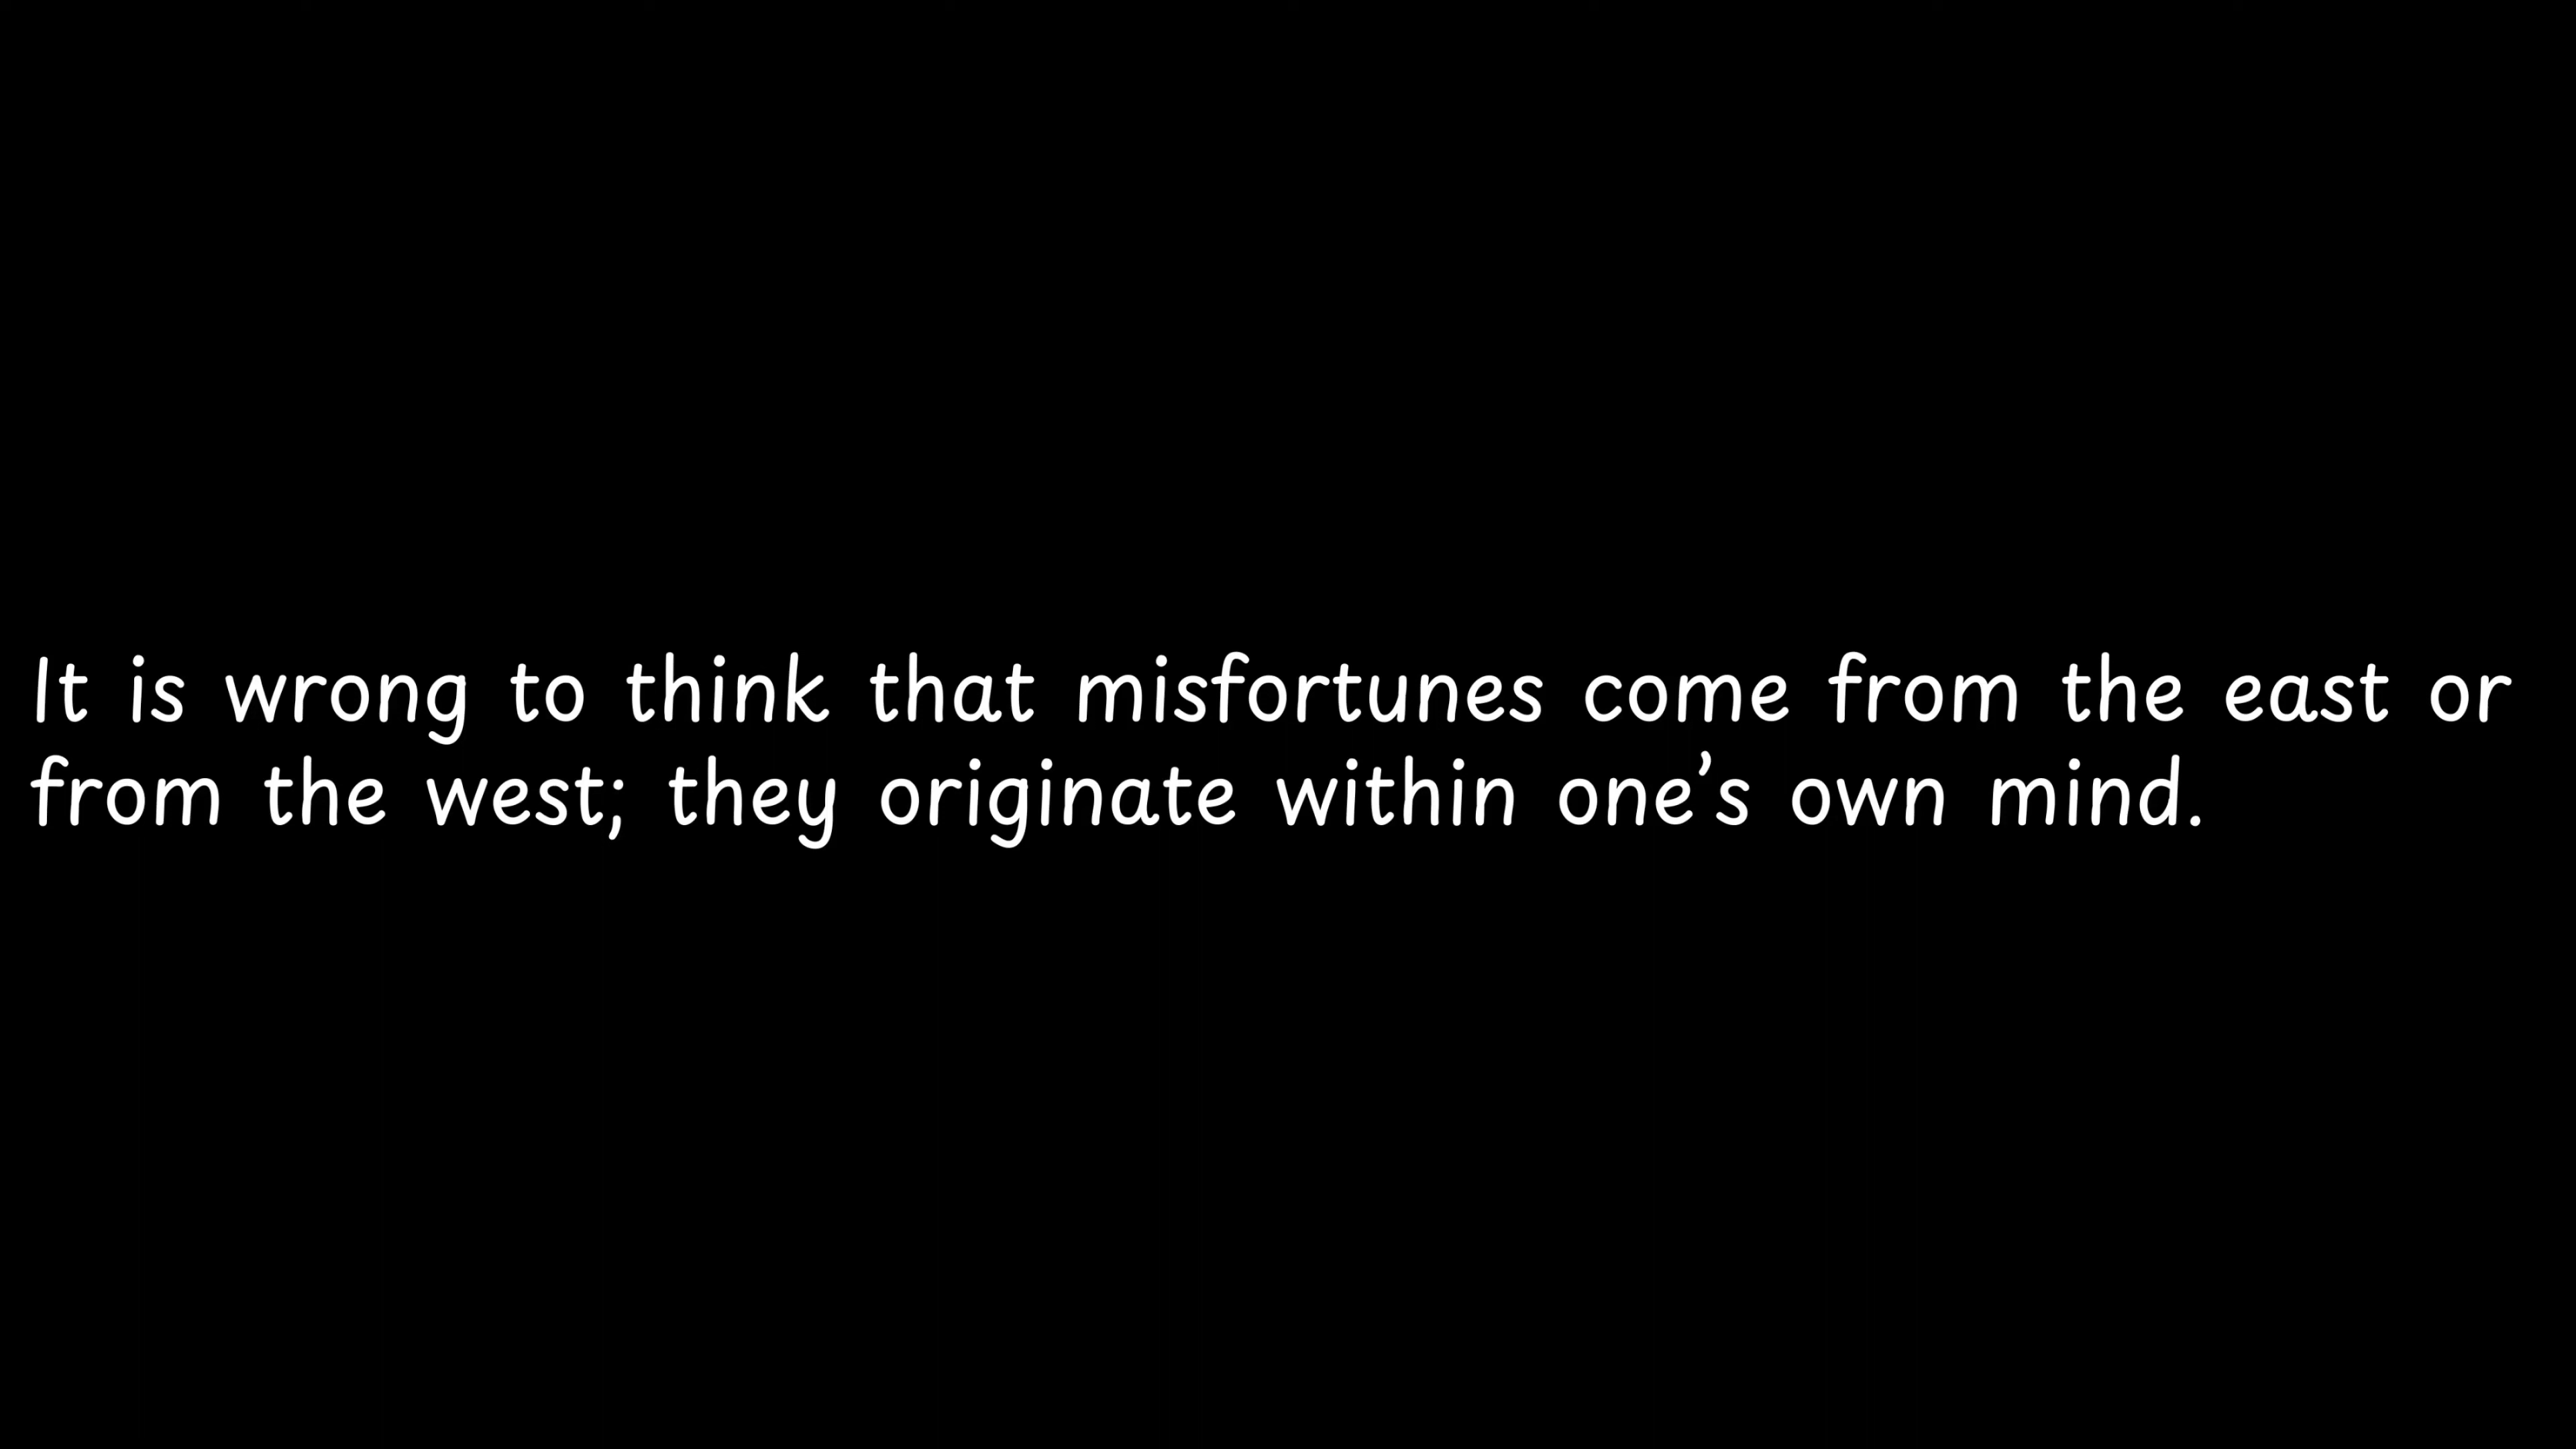 It is wrong to think that misfortunes come from the east or
from the west; they originate within one’s own mind.